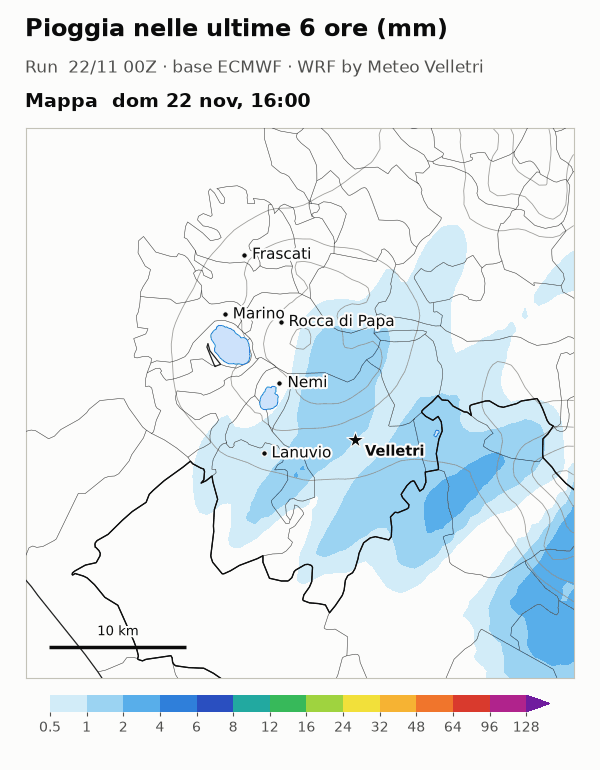 Pioggia nelle ultime 6 ore (mm)
Run  22/11 00Z · base ECMWF · WRF by Meteo Velletri
Mappa  dom 22 nov, 16:00
Frascati
Marino
Rocca di Papa
Nemi
Velletri
Lanuvio
10 km
0.5 1 2 4 6 8 12 16 24 32 48 64 96 128